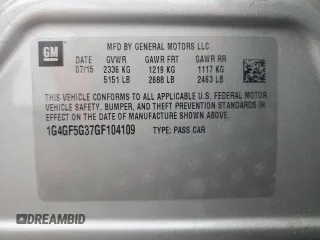 GM
MFD BY GENERAL MOTORS LLC
DATE GVWR GAWR FRT GAWR RR
07/15 2336 KG 1219 KG 1117 KG
5151 LB 2688 LB 2463 LB
THIS VEHICLE CONFORMS TO ALL APPLICABLE U.S. FEDERAL MOTOR
VEHICLE SAFETY, BUMPER, AND THEFT PREVENTION STANDARDS IN
EFFECT ON THE DATE OF MANUFACTURE SHOWN ABOVE.
1G4GF5G37GF104109 TYPE: PASS CAR
DREAMBID